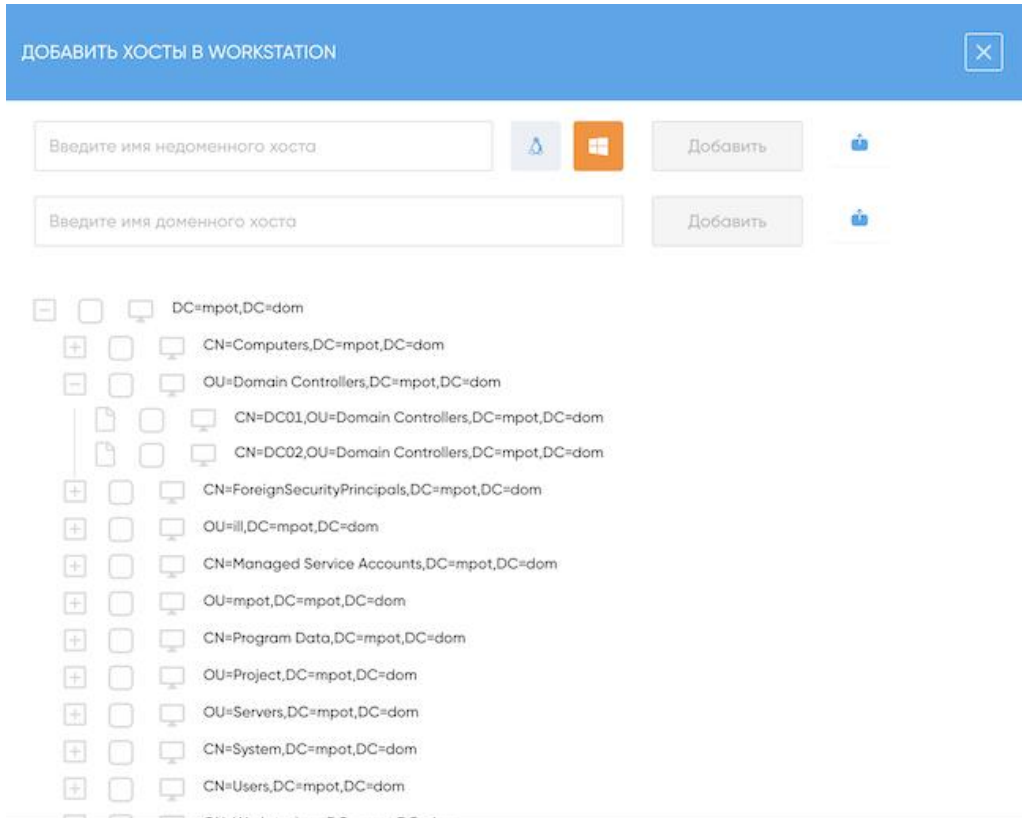 ДОБАВИТЬ ХОСТЫ В WORKSTATION
Введите имя недоменного хоста Добавить
Введите имя доменного хоста Добавить
DC=mpot,DC=dom
CN=Computers,DC=mpot,DC=dom
OU=Domain Controllers,DC=mpot,DC=dom
CN=DC01,OU=Domain Controllers,DC=mpot,DC=dom
CN=DC02,OU=Domain Controllers,DC=mpot,DC=dom
CN=ForeignSecurityPrincipals,DC=mpot,DC=dom
OU=ill,DC=mpot,DC=dom
CN=Managed Service Accounts,DC=mpot,DC=dom
OU=mpot,DC=mpot,DC=dom
CN=Program Data,DC=mpot,DC=dom
OU=Project,DC=mpot,DC=dom
OU=Servers,DC=mpot,DC=dom
CN=System,DC=mpot,DC=dom
CN=Users,DC=mpot,DC=dom